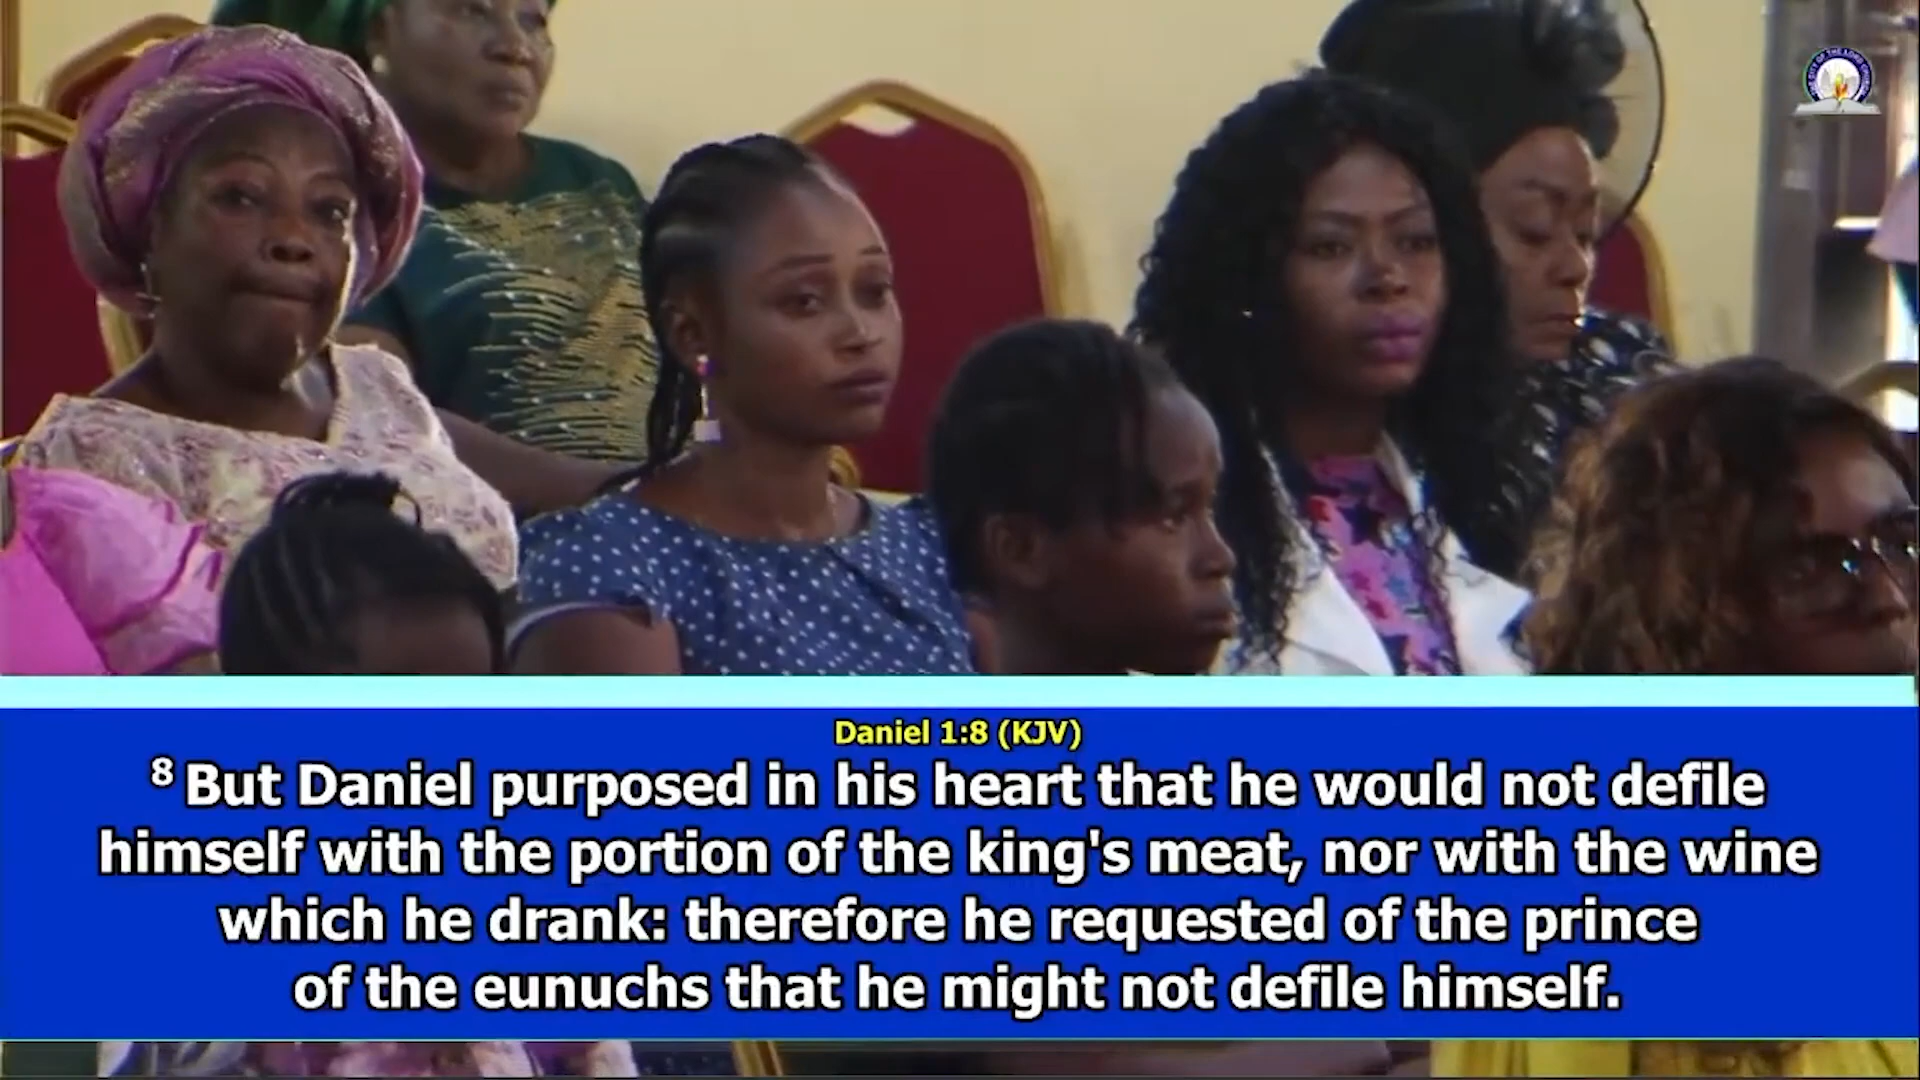 Daniel 1:8 (KJV)
8 But Daniel purposed in his heart that he would not defile
himself with the portion of the king's meat, nor with the wine
which he drank: therefore he requested of the prince
of the eunuchs that he might not defile himself.